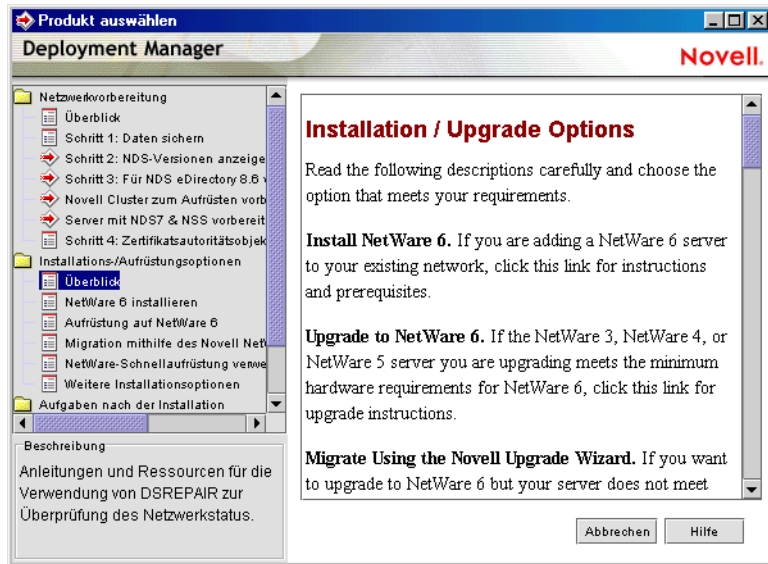 Produkt auswählen
Deployment Manager
Novell.
Netzwerkvorbereitung
Überblick
Schritt 1: Daten sichern
Schritt 2: NDS-Versionen anzeige
Schritt 3: Für NDS eDirectory 8.6 v
Novell Cluster zum Aufrüsten vorb
Server mit NDS7 & NSS vorbereit
Schritt 4: Zertifikatsautoritätsobjek
Installations-/Aufrüstungsoptionen
Überblick
NetWare 6 installieren
Aufrüstung auf NetWare 6
Migration mithilfe des Novell Net
NetWare-Schnellaufrüstung verwe
Weitere Installationsoptionen
Aufgaben nach der Installation
Beschreibung
Anleitungen und Ressourcen für die
Verwendung von DSREPAIR zur
Überprüfung des Netzwerkstatus.
Installation / Upgrade Options
Read the following descriptions carefully and choose the
option that meets your requirements.
Install NetWare 6. If you are adding a NetWare 6 server
to your existing network, click this link for instructions
and prerequisites.
Upgrade to NetWare 6. If the NetWare 3, NetWare 4, or
NetWare 5 server you are upgrading meets the minimum
hardware requirements for NetWare 6, click this link for
upgrade instructions.
Migrate Using the Novell Upgrade Wizard. If you want
to upgrade to NetWare 6 but your server does not meet
Abbrechen
Hilfe